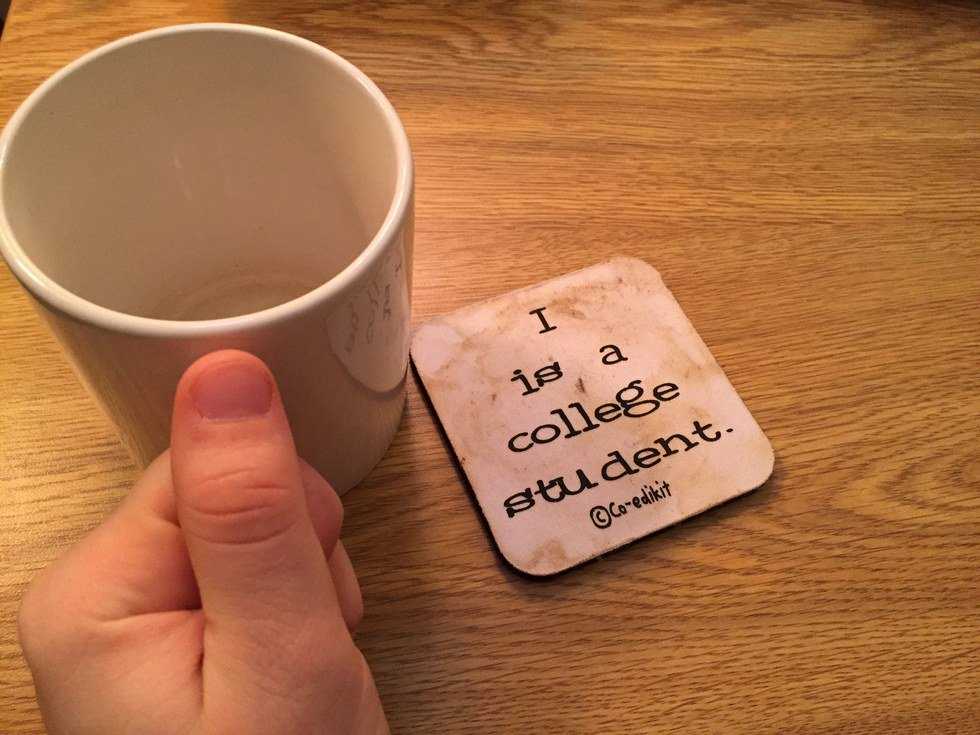 I
is a
college
student.
©Co-edikit